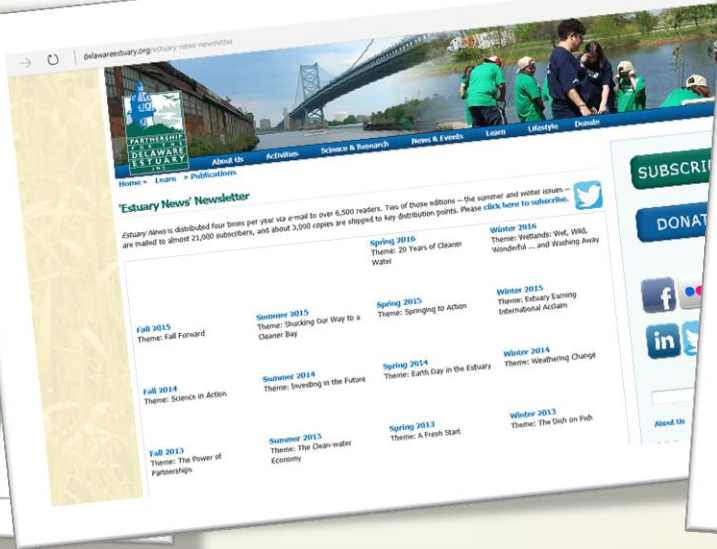 delawareestuary.org/estuary-news-newsletter
PARTNERSHIP
FOR THE
DELAWARE
ESTUARY
INC
About Us Activities Science & Research News & Events Learn Lifestyle Donate
Home » Learn » Publications
'Estuary News' Newsletter
Estuary News is distributed four times per year via e-mail to over 6,500 readers. Two of those editions — the summer and winter issues —
are mailed to almost 21,000 subscribers, and about 3,000 copies are shipped to key distribution points. Please click here to subscribe.
Spring 2016
Theme: 20 Years of Cleaner
Water
Winter 2016
Theme: Wetlands: Wet, Wild,
Wonderful ... and Washing Away
Fall 2015
Theme: Fall Forward
Summer 2015
Theme: Shucking Our Way to a
Cleaner Bay
Spring 2015
Theme: Springing to Action
Winter 2015
Theme: Estuary Earning
International Acclaim
Fall 2014
Theme: Science in Action
Summer 2014
Theme: Investing in the Future
Spring 2014
Theme: Earth Day in the Estuary
Winter 2014
Theme: Weathering Change
Fall 2013
Theme: The Power of
Partnerships
Summer 2013
Theme: The Clean-water
Economy
Spring 2013
Theme: A Fresh Start
Winter 2013
Theme: The Dish on Fish
SUBSCRI
DONAT
f
in
About Us